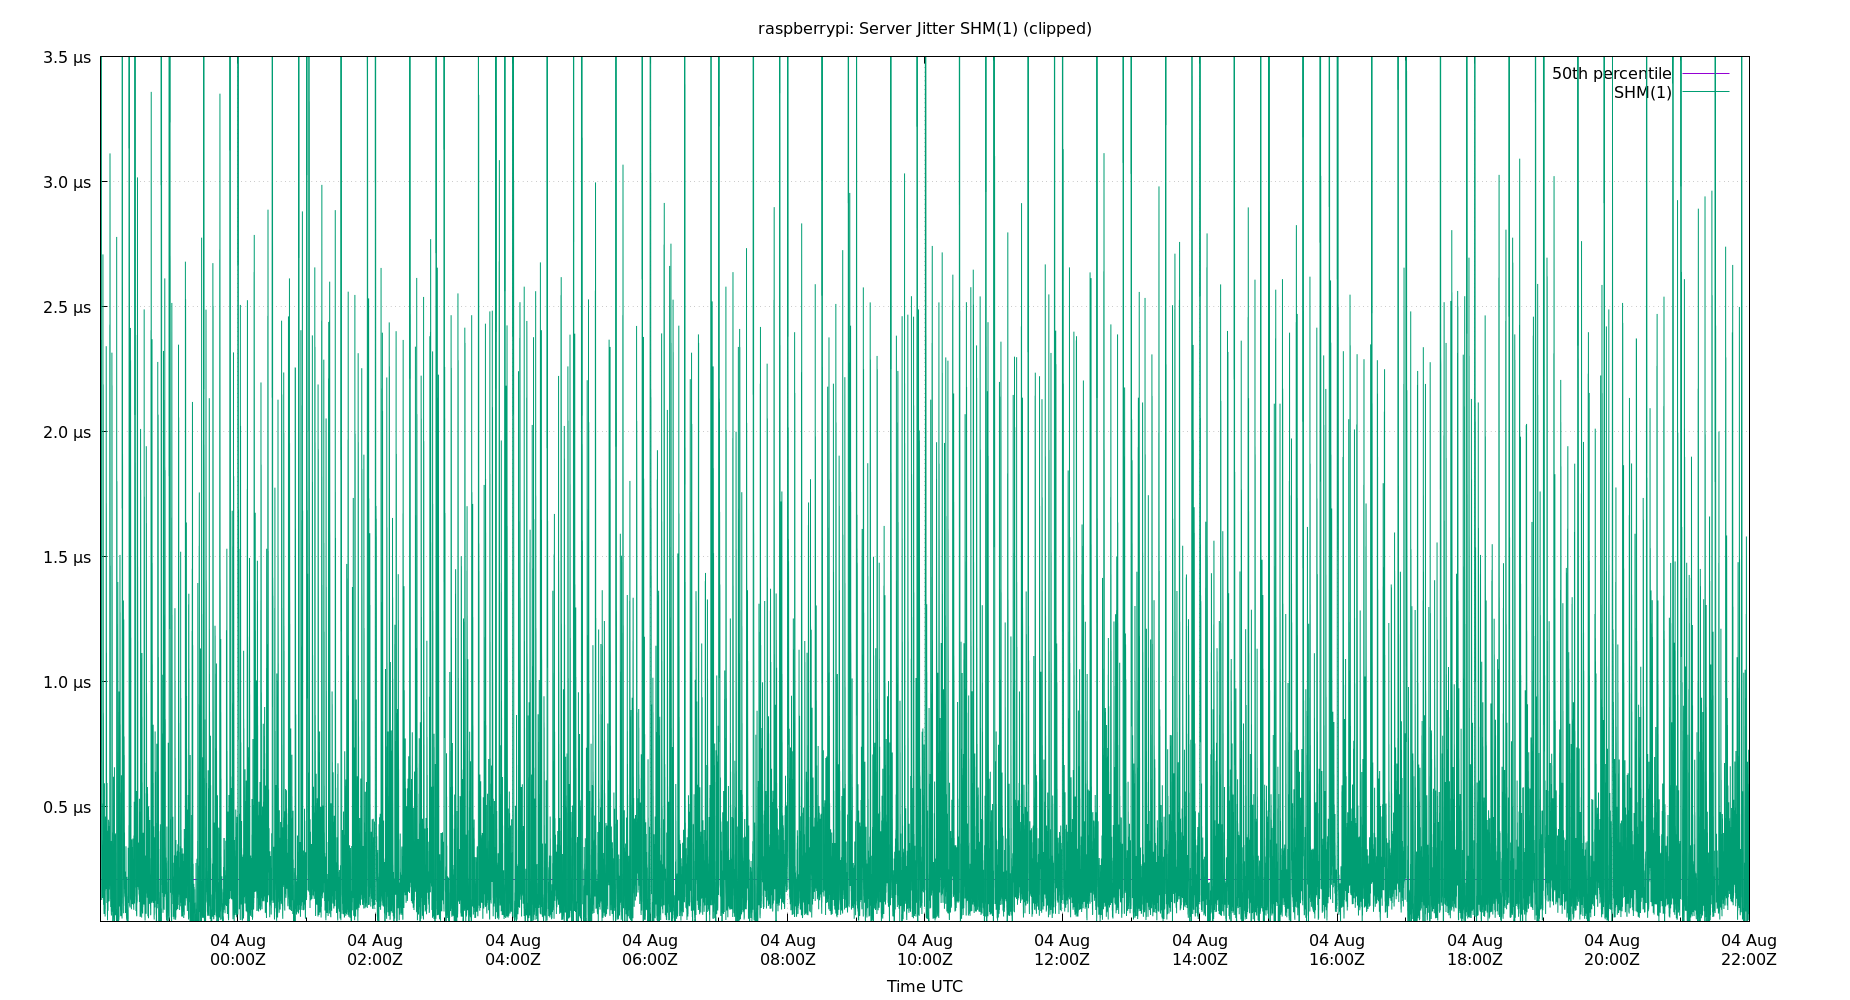 raspberrypi: Server Jitter SHM(1) (clipped)
3.5 µs
3.0 µs
2.5 µs
2.0 µs
1.5 µs
1.0 µs
0.5 µs
50th percentile
SHM(1)
04 Aug 04 Aug 04 Aug 04 Aug 04 Aug 04 Aug 04 Aug 04 Aug 04 Aug 04 Aug 04 Aug 04 Aug
00:00Z 02:00Z 04:00Z 06:00Z 08:00Z 10:00Z 12:00Z 14:00Z 16:00Z 18:00Z 20:00Z 22:00Z
Time UTC